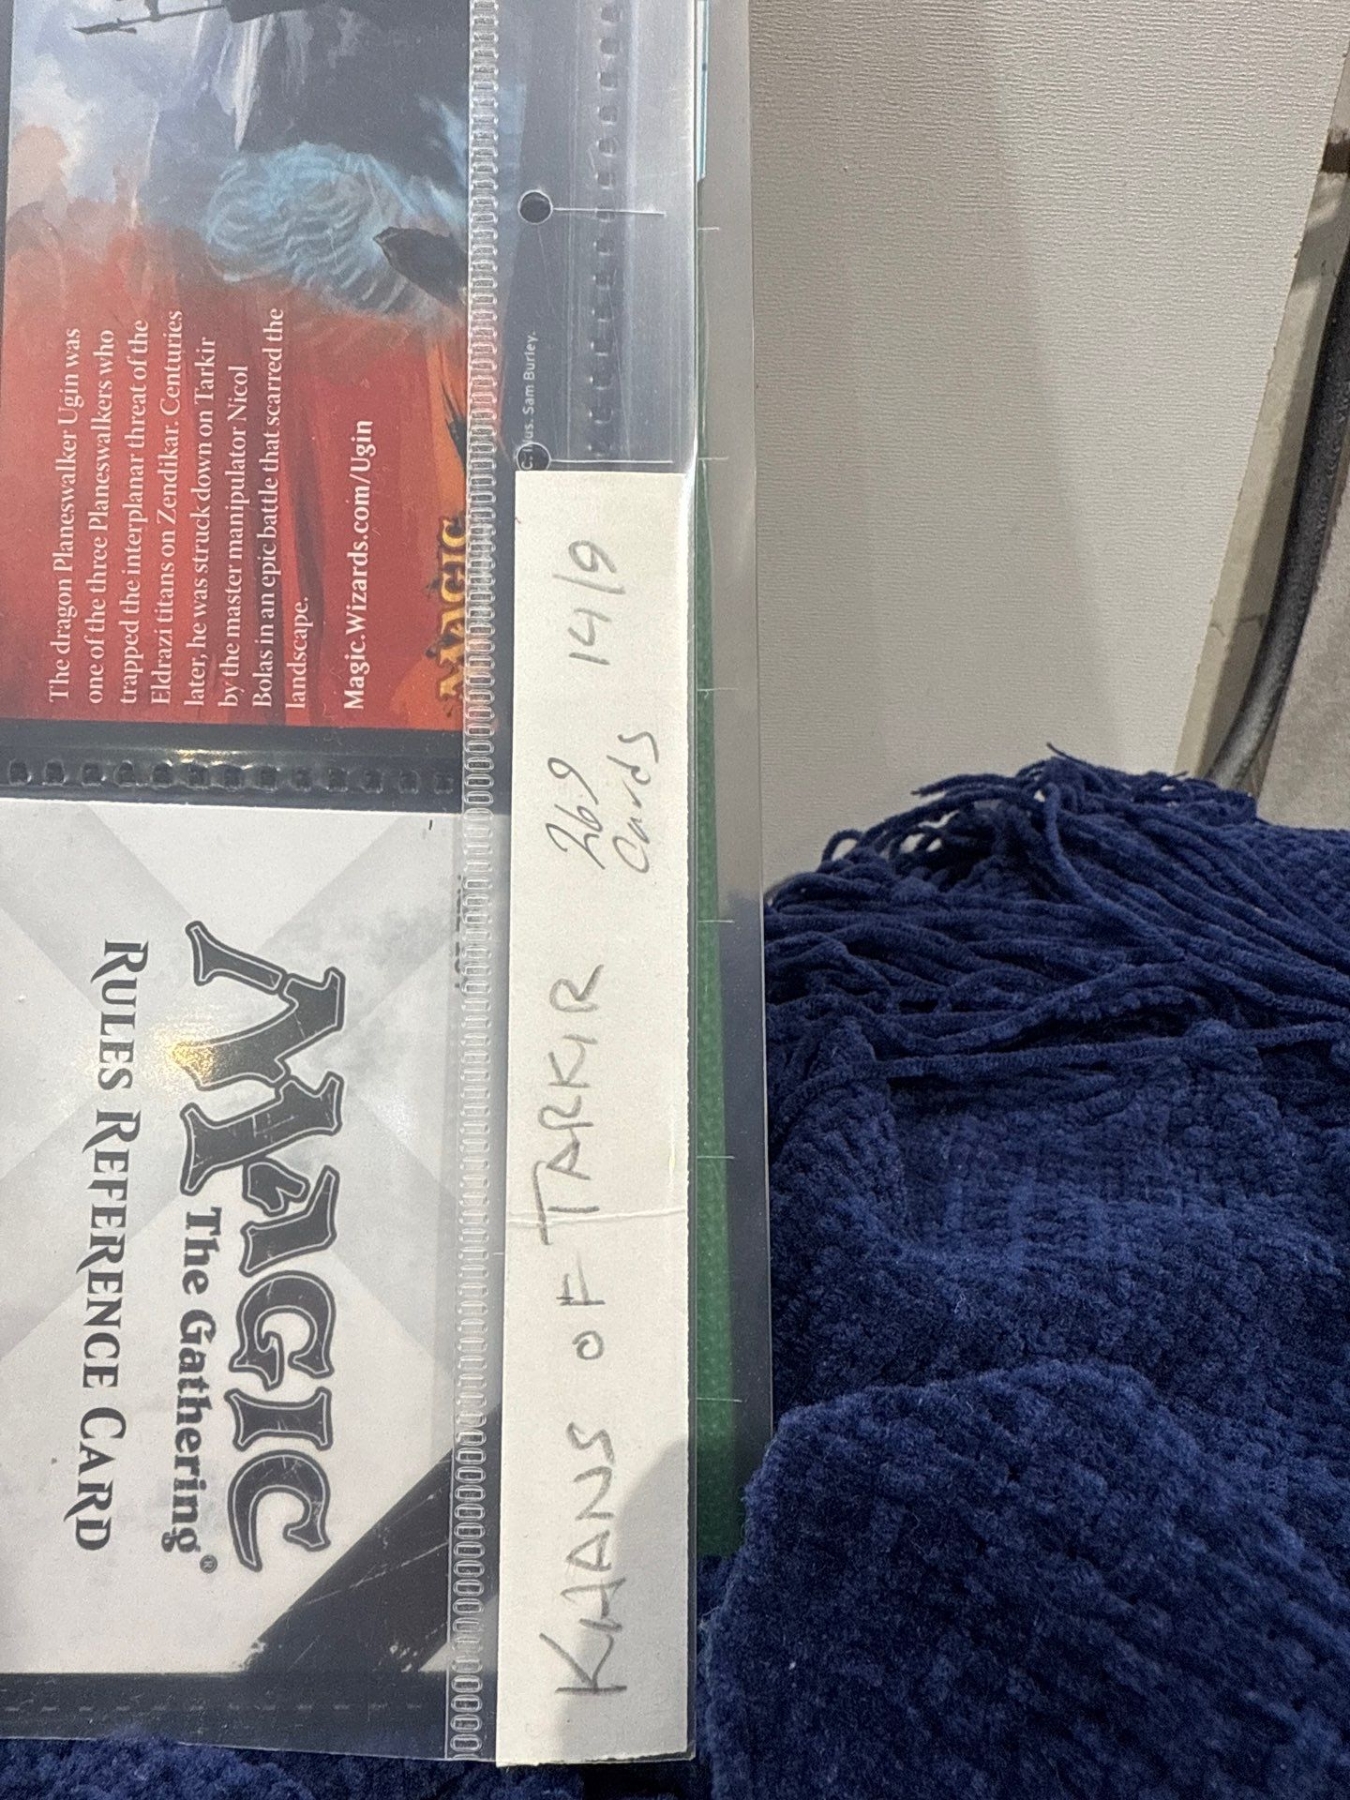 The dragon Planeswalker Ugin was
one of the three Planeswalkers who
trapped the interplanar threat of the
Eldrazi titans on Zendikar. Centuries
later, he was struck down on Tarkir
by the master manipulator Nicol
Bolas in an epic battle that scarred the
landscape.
Magic.Wizards.com/Ugin
MAGIC
Sam Burley.
MAGIC
The Gathering®
RULES REFERENCE CARD
KHANS OF TARKIR 269 14/9
Cards